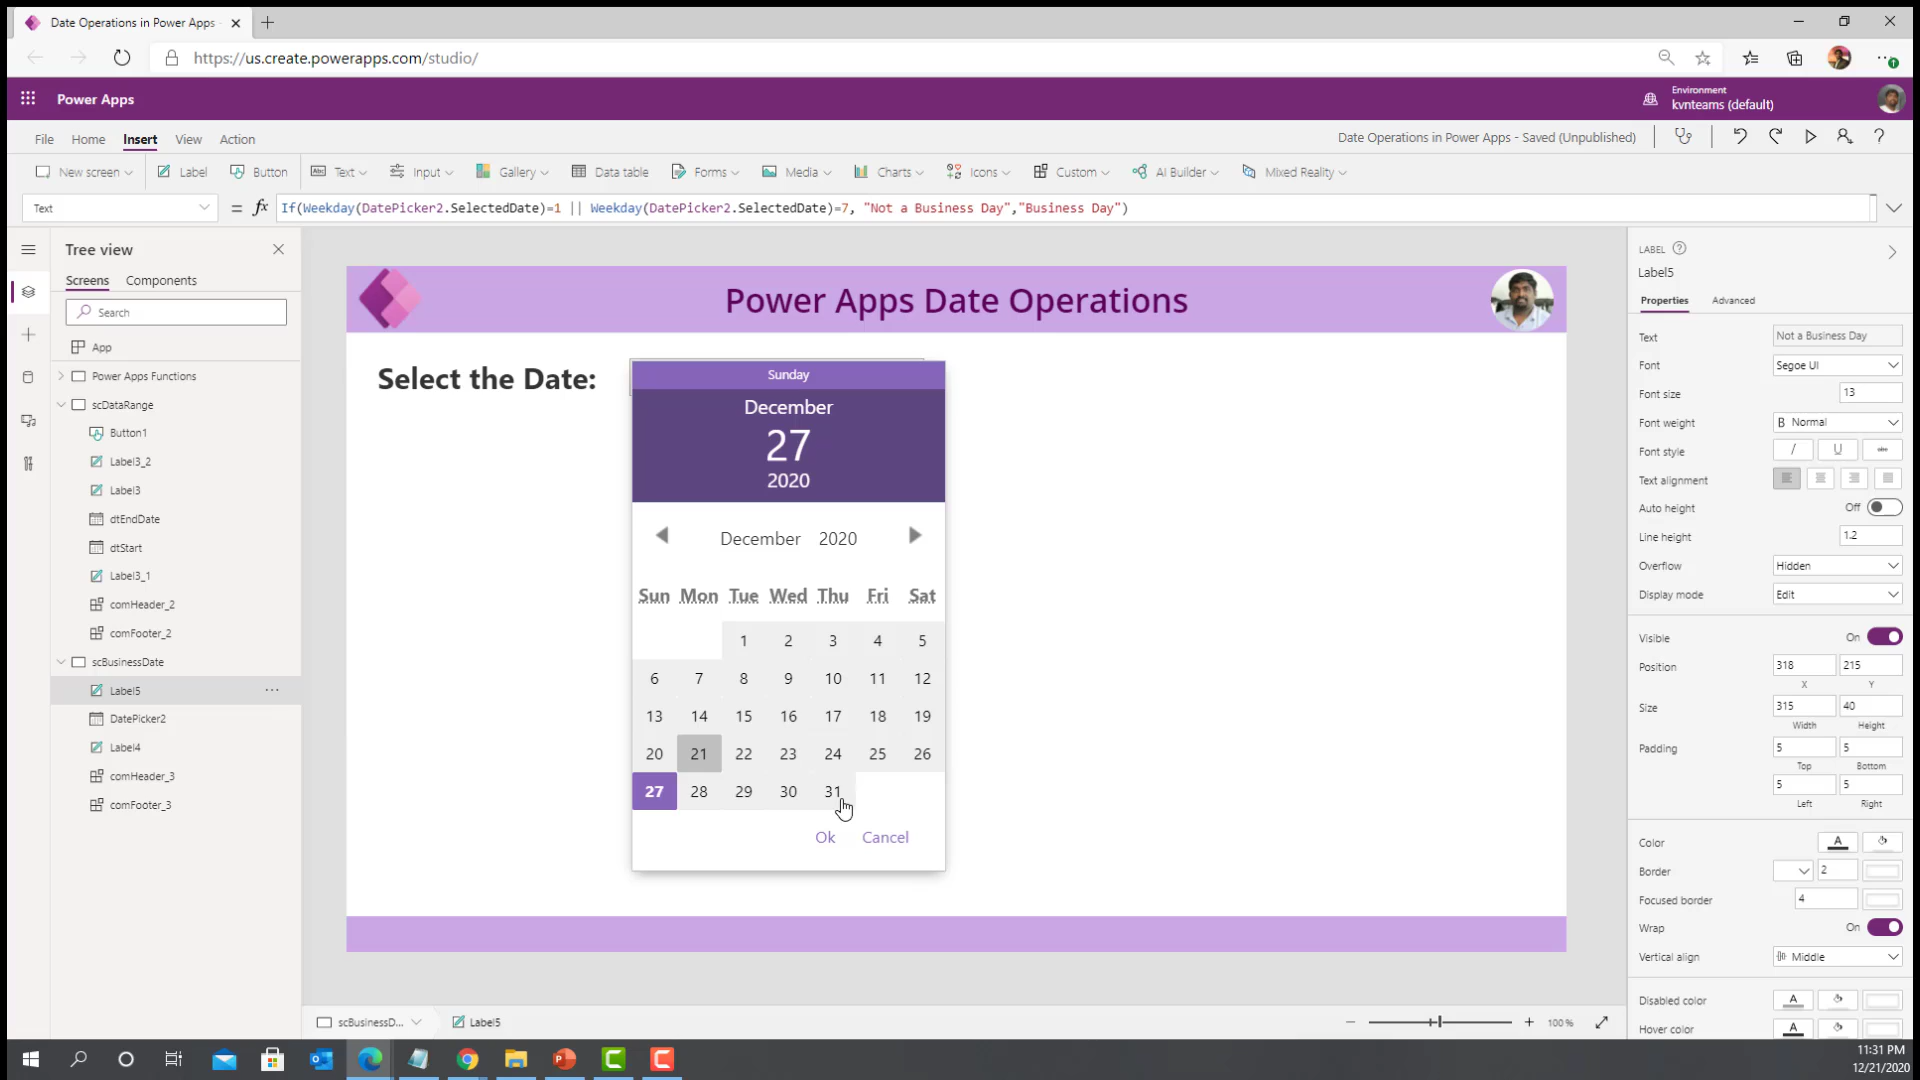 Date Operations in Power Apps
https://us.create.powerapps.com/studio/
Power Apps
Environment
kvnteams (default)
File Home Insert View Action
Date Operations in Power Apps - Saved (Unpublished)
New screen Label Button Text Input Gallery Data table Forms Media Charts Icons Custom AI Builder Mixed Reality
Text = fx If(Weekday(DatePicker2.SelectedDate)=1 || Weekday(DatePicker2.SelectedDate)=7, "Not a Business Day","Business Day")
Tree view
Screens Components
Search
App
Power Apps Functions
scDataRange
Button1
Label3_2
Label3
dtEndDate
dtStart
Label3_1
comHeader_2
comFooter_2
scBusinessDate
Label5
DatePicker2
Label4
comHeader_3
comFooter_3
Power Apps Date Operations
Select the Date:
Sunday
December
27
2020
December 2020
Sun Mon Tue Wed Thu Fri Sat
1 2 3 4 5
6 7 8 9 10 11 12
13 14 15 16 17 18 19
20 21 22 23 24 25 26
27 28 29 30 31
Ok Cancel
scBusinessD... Label5
100 %
LABEL
Label5
Properties Advanced
Text Not a Business Day
Font Segoe UI
Font size 13
Font weight B Normal
Font style / U abc
Text alignment
Auto height Off
Line height 1.2
Overflow Hidden
Display mode Edit
Visible On
Position 318 215
X Y
Size 315 40
Width Height
Padding 5 5
Top Bottom
5 5
Left Right
Color A
Border 2
Focused border 4
Wrap On
Vertical align Middle
Disabled color A
Hover color A
11:31 PM
12/21/2020